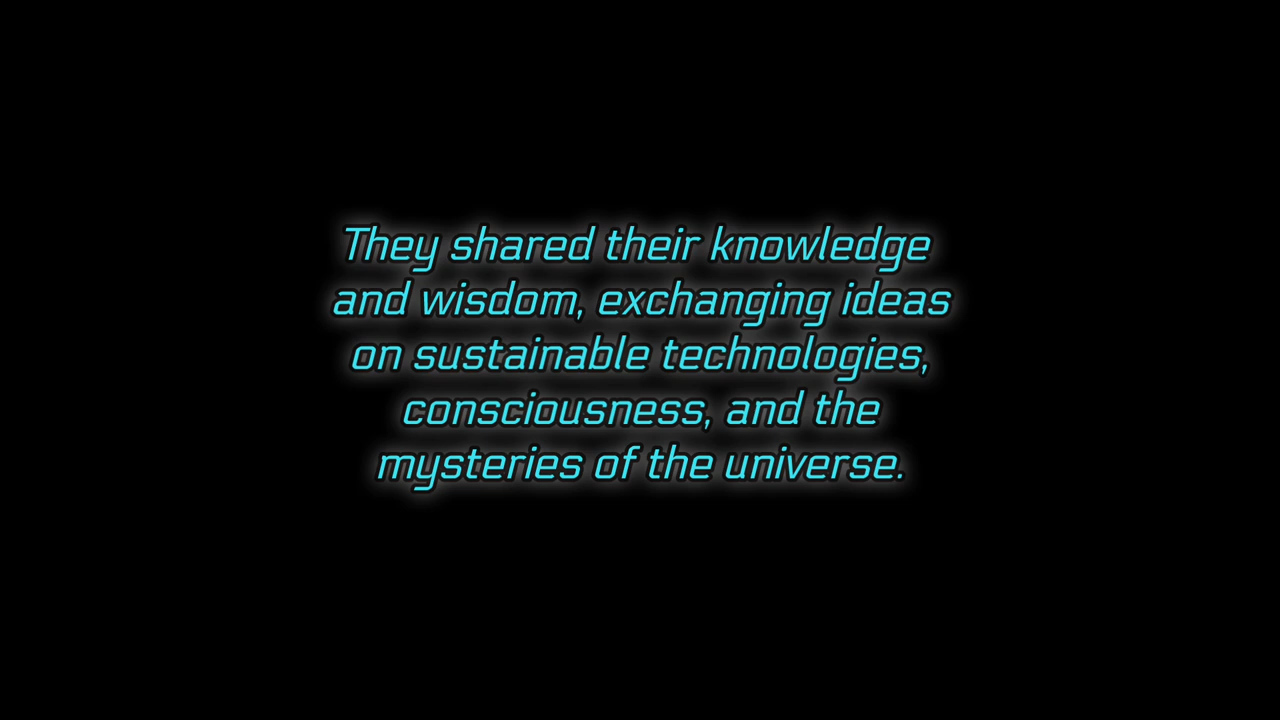 They shared their knowledge
and wisdom, exchanging ideas
on sustainable technologies,
consciousness, and the
mysteries of the universe.